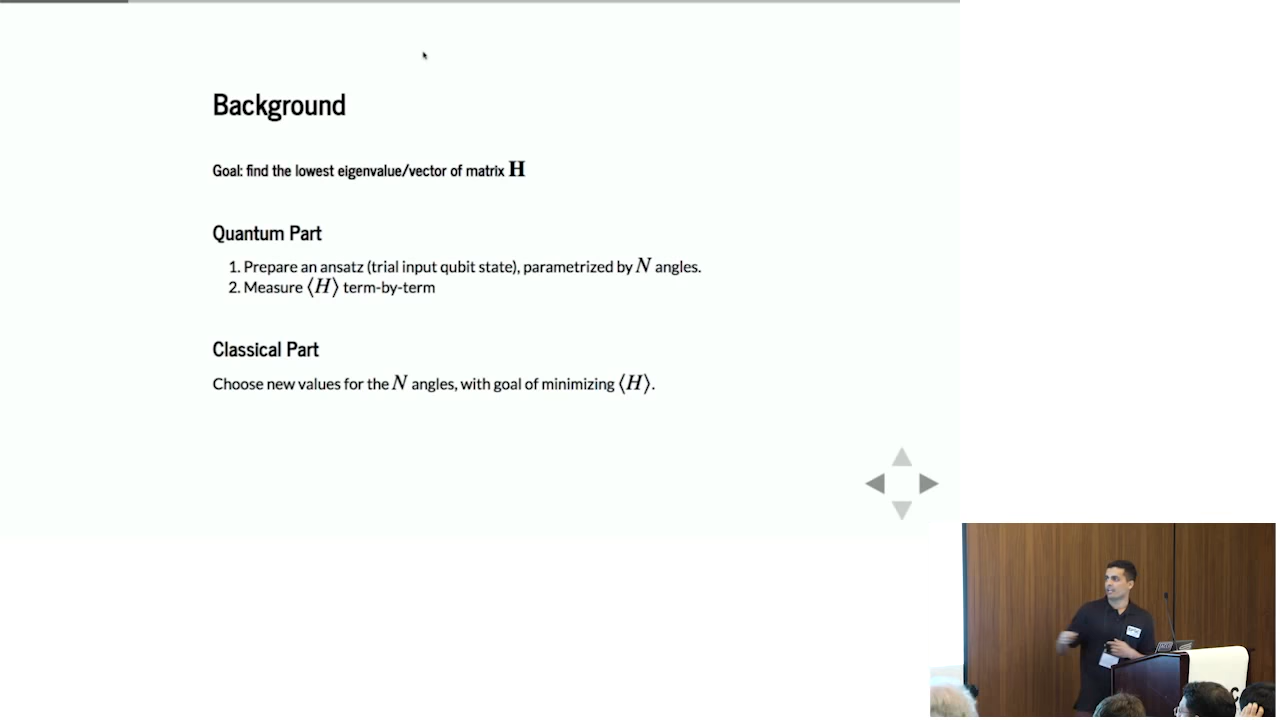 Background
Goal: find the lowest eigenvalue/vector of matrix H
Quantum Part
1. Prepare an ansatz (trial input qubit state), parametrized by N angles.
2. Measure ⟨H⟩ term-by-term
Classical Part
Choose new values for the N angles, with goal of minimizing ⟨H⟩.